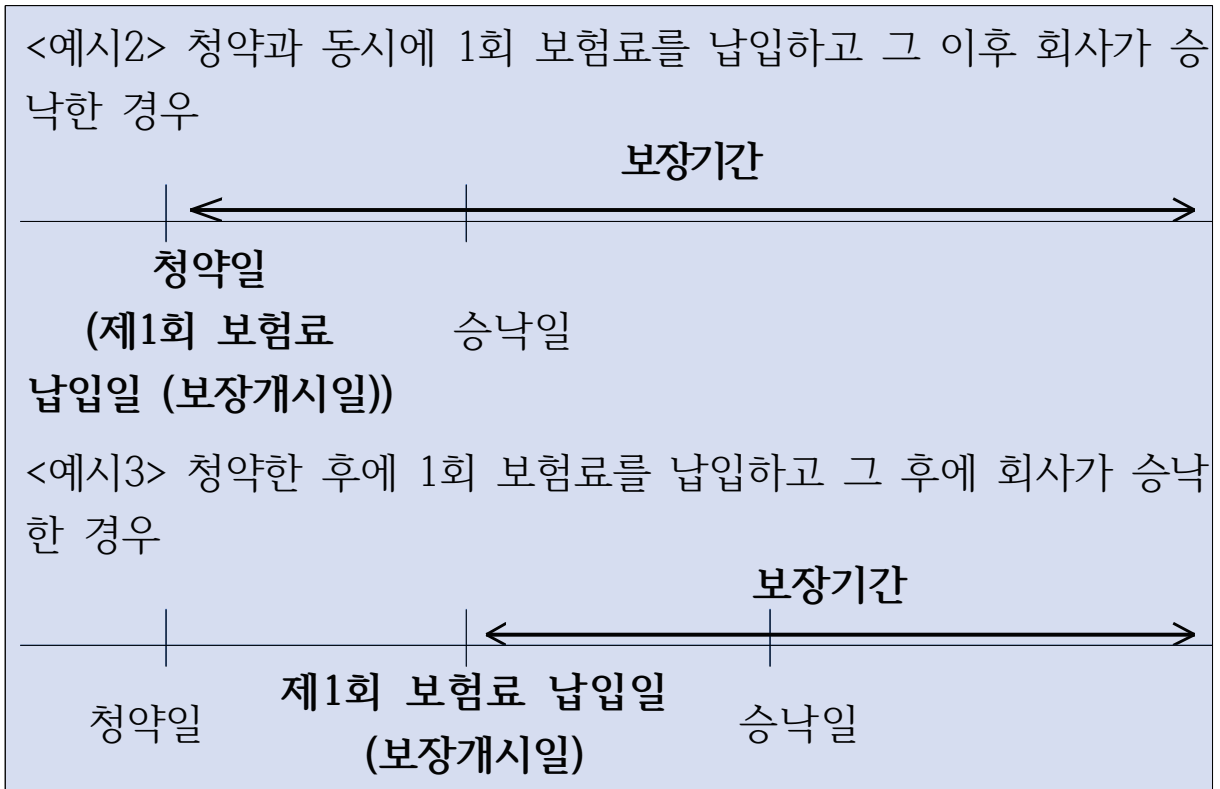 <예시2> 청약과 동시에 1회 보험료를 납입하고 그 이후 회사가 승
낙한 경우
보장기간
청약일
(제1회 보험료
승낙일
납입일 (보장개시일))
<예시3> 청약한 후에 1회 보험료를 납입하고 그 후에 회사가 승낙
한 경우
보장기간
청약일
제1회 보험료 납입일
(보장개시일)
승낙일